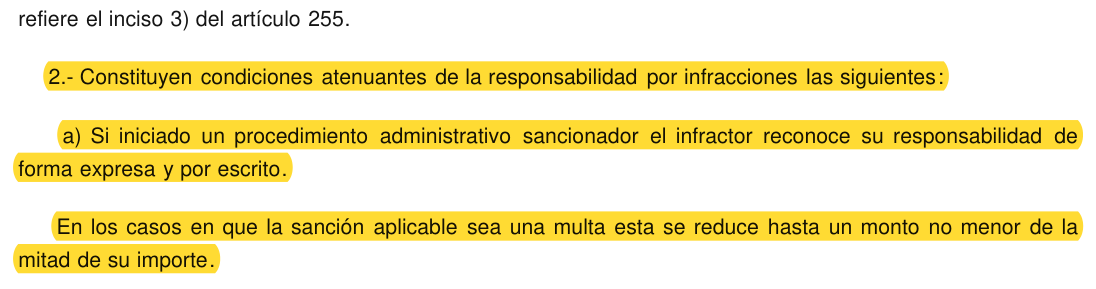 refiere el inciso 3) del artículo 255.
2.- Constituyen condiciones atenuantes de la responsabilidad por infracciones las siguientes:
a) Si iniciado un procedimiento administrativo sancionador el infractor reconoce su responsabilidad de
forma expresa y por escrito.
En los casos en que la sanción aplicable sea una multa esta se reduce hasta un monto no menor de la
mitad de su importe.